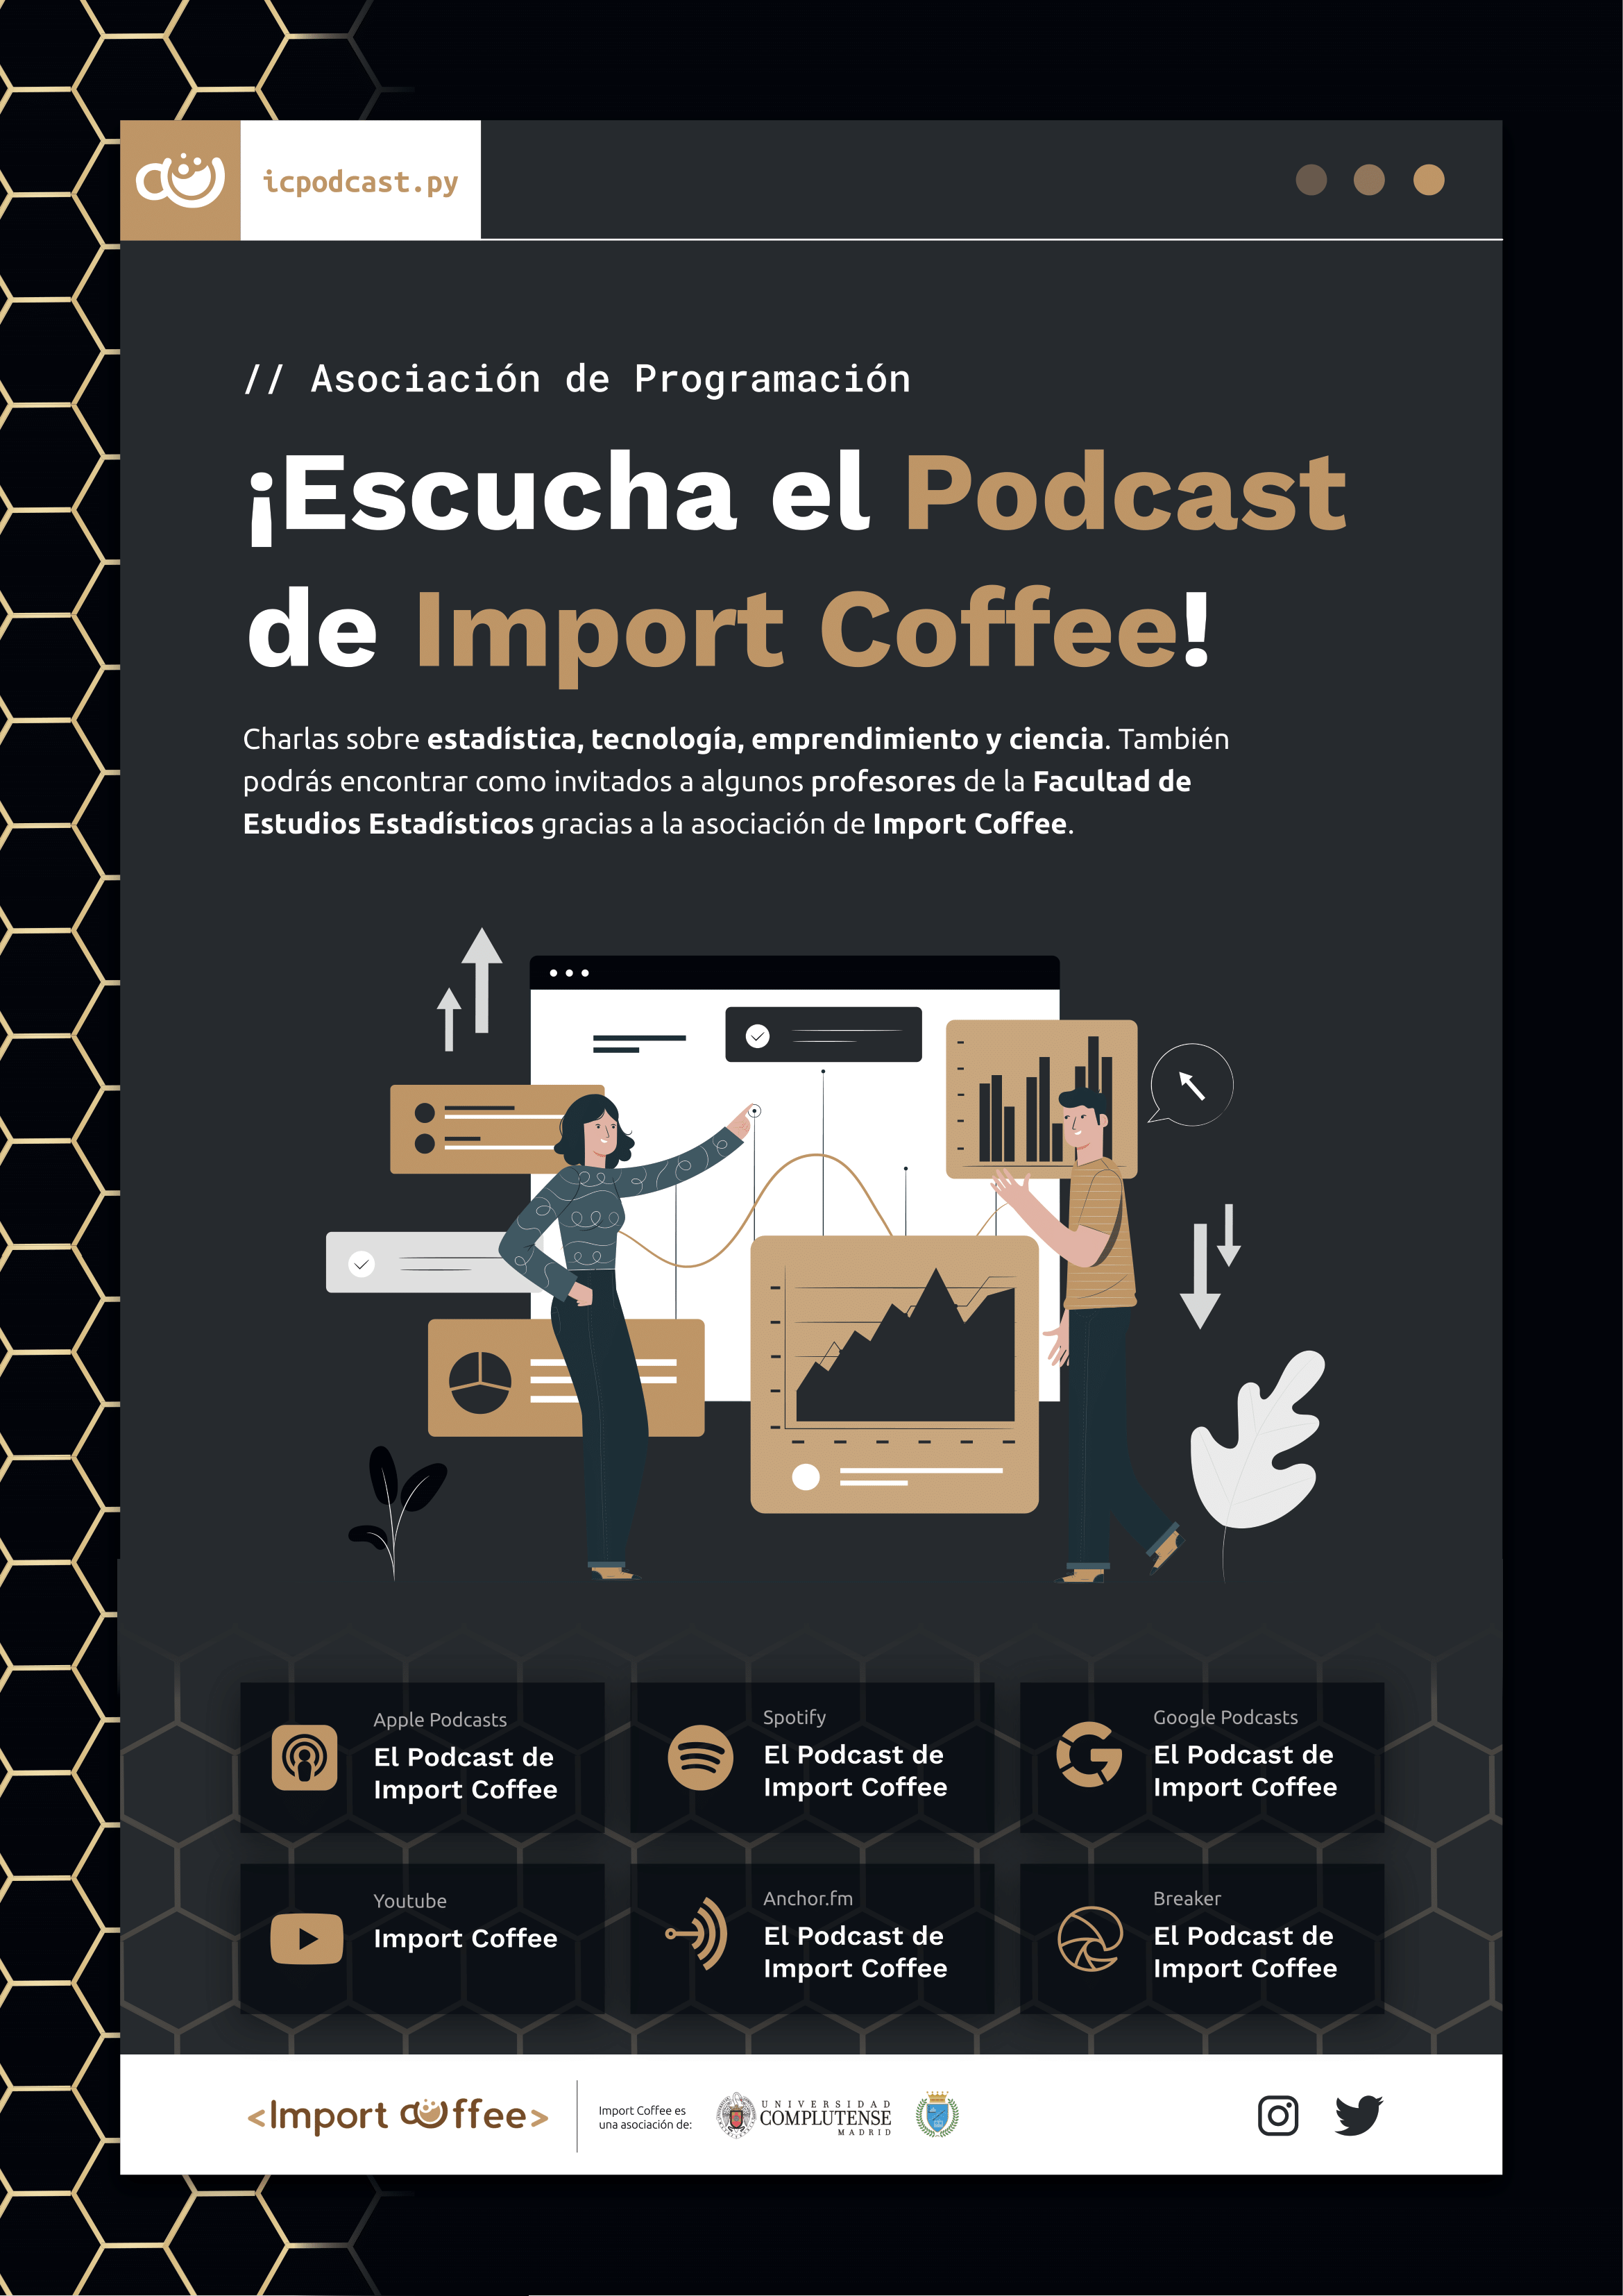 icpodcast.py
// Asociación de Programación
¡Escucha el Podcast
de Import Coffee!
Charlas sobre estadística, tecnología, emprendimiento y ciencia. También
podrás encontrar como invitados a algunos profesores de la Facultad de
Estudios Estadísticos gracias a la asociación de Import Coffee.
Apple Podcasts
El Podcast de
Import Coffee
Spotify
El Podcast de
Import Coffee
Google Podcasts
El Podcast de
Import Coffee
Youtube
Import Coffee
Anchor.fm
El Podcast de
Import Coffee
Breaker
El Podcast de
Import Coffee
<Import Coffee>
Import Coffee es
una asociación de:
UNIVERSIDAD
COMPLUTENSE
MADRID